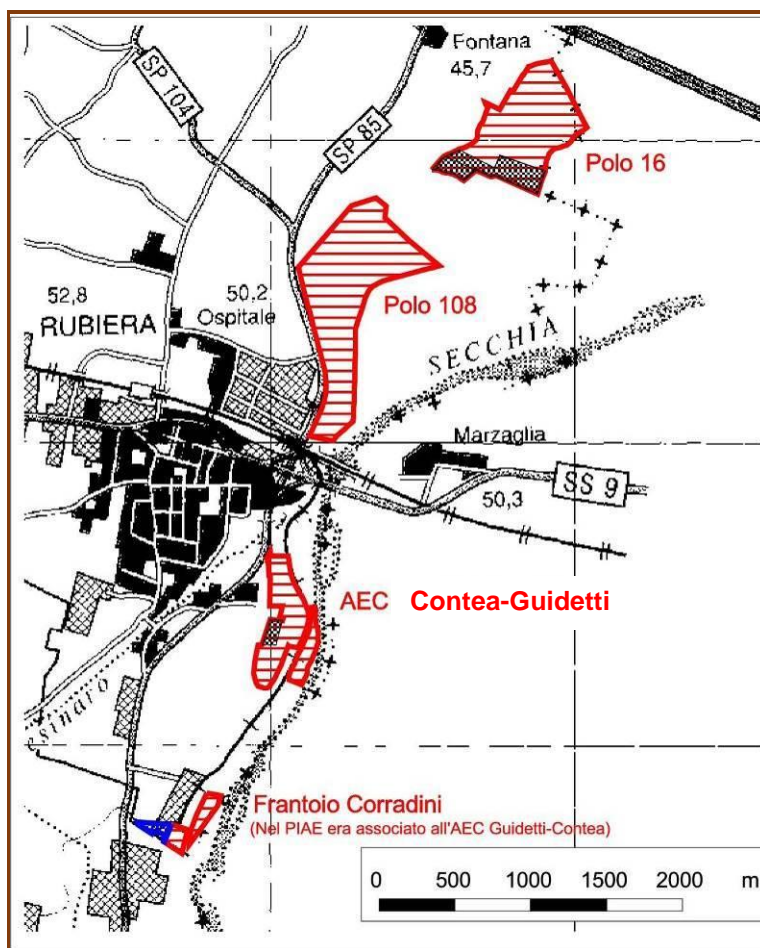 Fontana
45,7
SP 104
SP 85
Polo 16
52,8
50,2
Ospitale
RUBIERA
Polo 108
SECCHIA
Marzaglia
SS 9
50,3
AEC Contea-Guidetti
esinaro
Frantoio Corradini
(Nel PIAE era associato all'AEC Guidetti-Contea)
0 500 1000 1500 2000 m